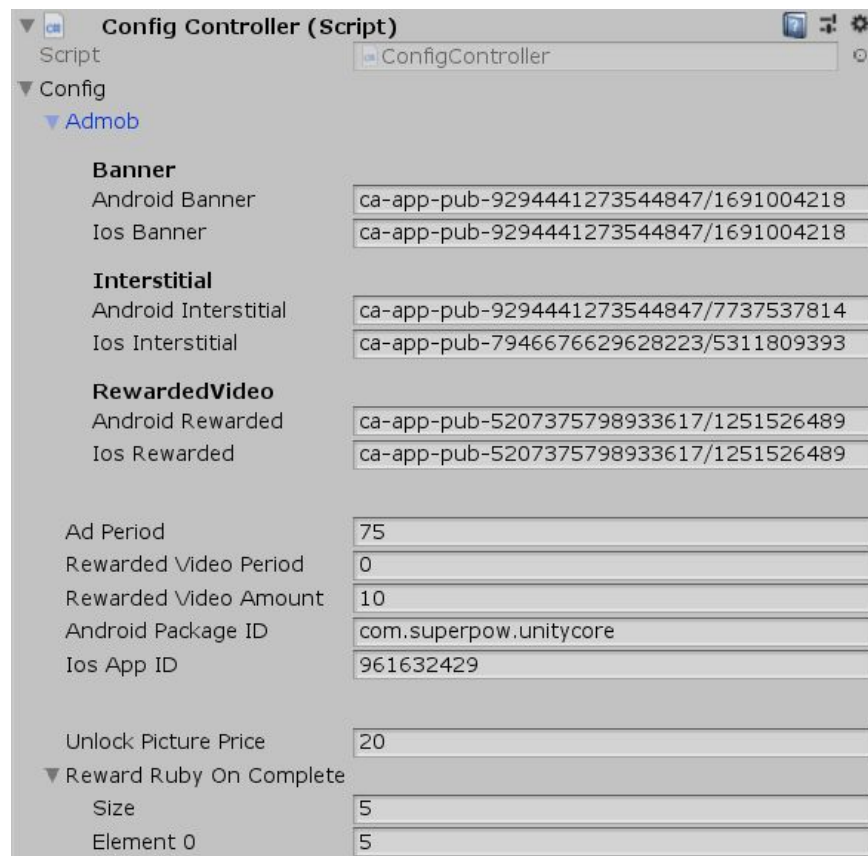 Config Controller (Script)
Script ConfigController
Config
Admob
Banner
Android Banner ca-app-pub-9294441273544847/1691004218
Ios Banner ca-app-pub-9294441273544847/1691004218
Interstitial
Android Interstitial ca-app-pub-9294441273544847/7737537814
Ios Interstitial ca-app-pub-7946676629628223/5311809393
RewardedVideo
Android Rewarded ca-app-pub-5207375798933617/1251526489
Ios Rewarded ca-app-pub-5207375798933617/1251526489
Ad Period 75
Rewarded Video Period 0
Rewarded Video Amount 10
Android Package ID com.superpow.unitycore
Ios App ID 961632429
Unlock Picture Price 20
Reward Ruby On Complete
Size 5
Element 0 5